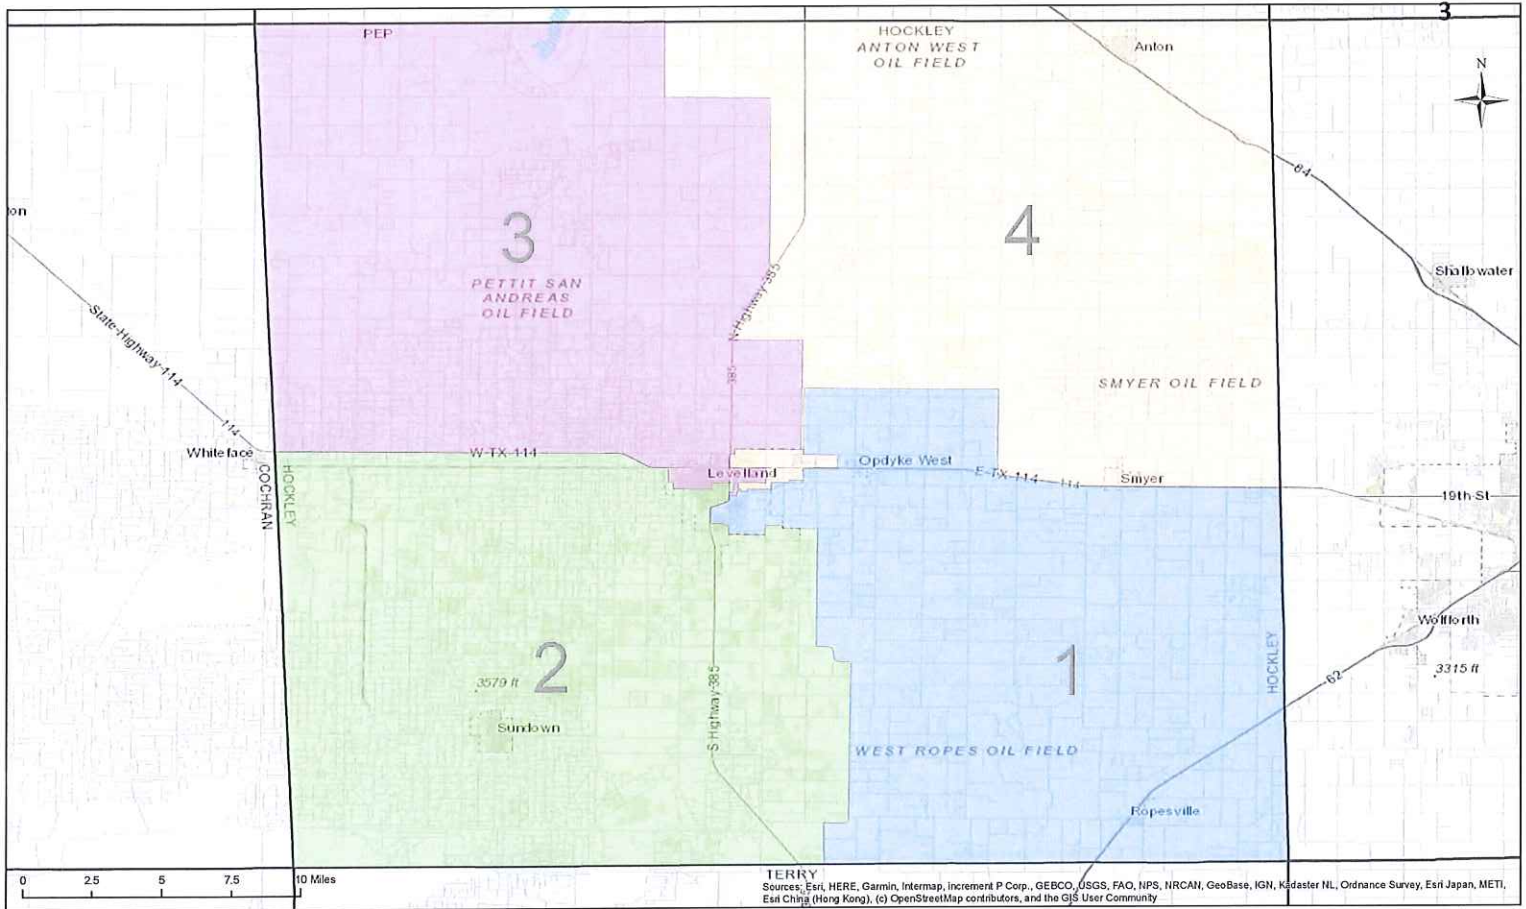 3
PEP
HOCKLEY
ANTON WEST
OIL FIELD
Anton
N
84
on
3
4
Shallowater
PETTIT SAN
ANDREAS
OIL FIELD
N Highway-385
State-Highway-114
385
SMYER OIL FIELD
114
Whiteface
W-TX-114
Levelland
Opdyke West
E-TX-114
114
Smyer
19th-St
COCHRAN
HOCKLEY
2
1
HOCKLEY
Wolfforth
3315 ft
62
3579 ft
Sundown
S Highway-385
WEST ROPES OIL FIELD
Ropesville
TERRY
0 2.5 5 7.5 10 Miles
Sources: Esri, HERE, Garmin, Intermap, increment P Corp., GEBCO, USGS, FAO, NPS, NRCAN, GeoBase, IGN, Kadaster NL, Ordnance Survey, Esri Japan, METI,
Esri China (Hong Kong), (c) OpenStreetMap contributors, and the GIS User Community